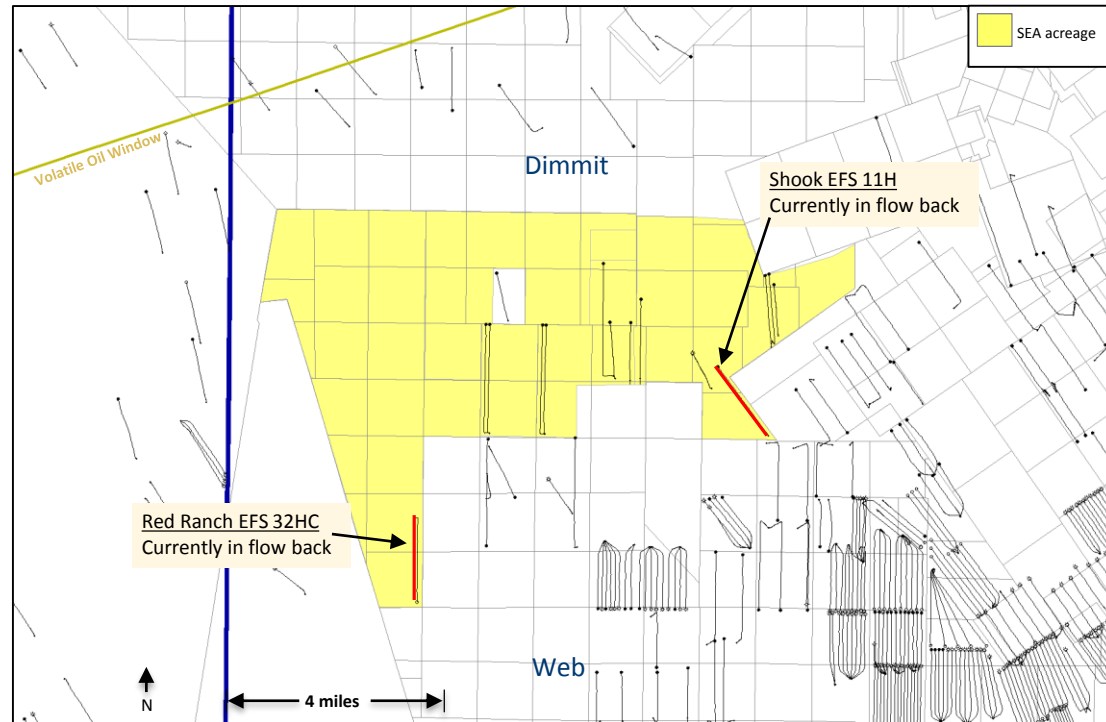 SEA acreage
Volatile Oil Window
Dimmit
Shook EFS 11H
Currently in flow back
Red Ranch EFS 32HC
Currently in flow back
Web
N
4 miles